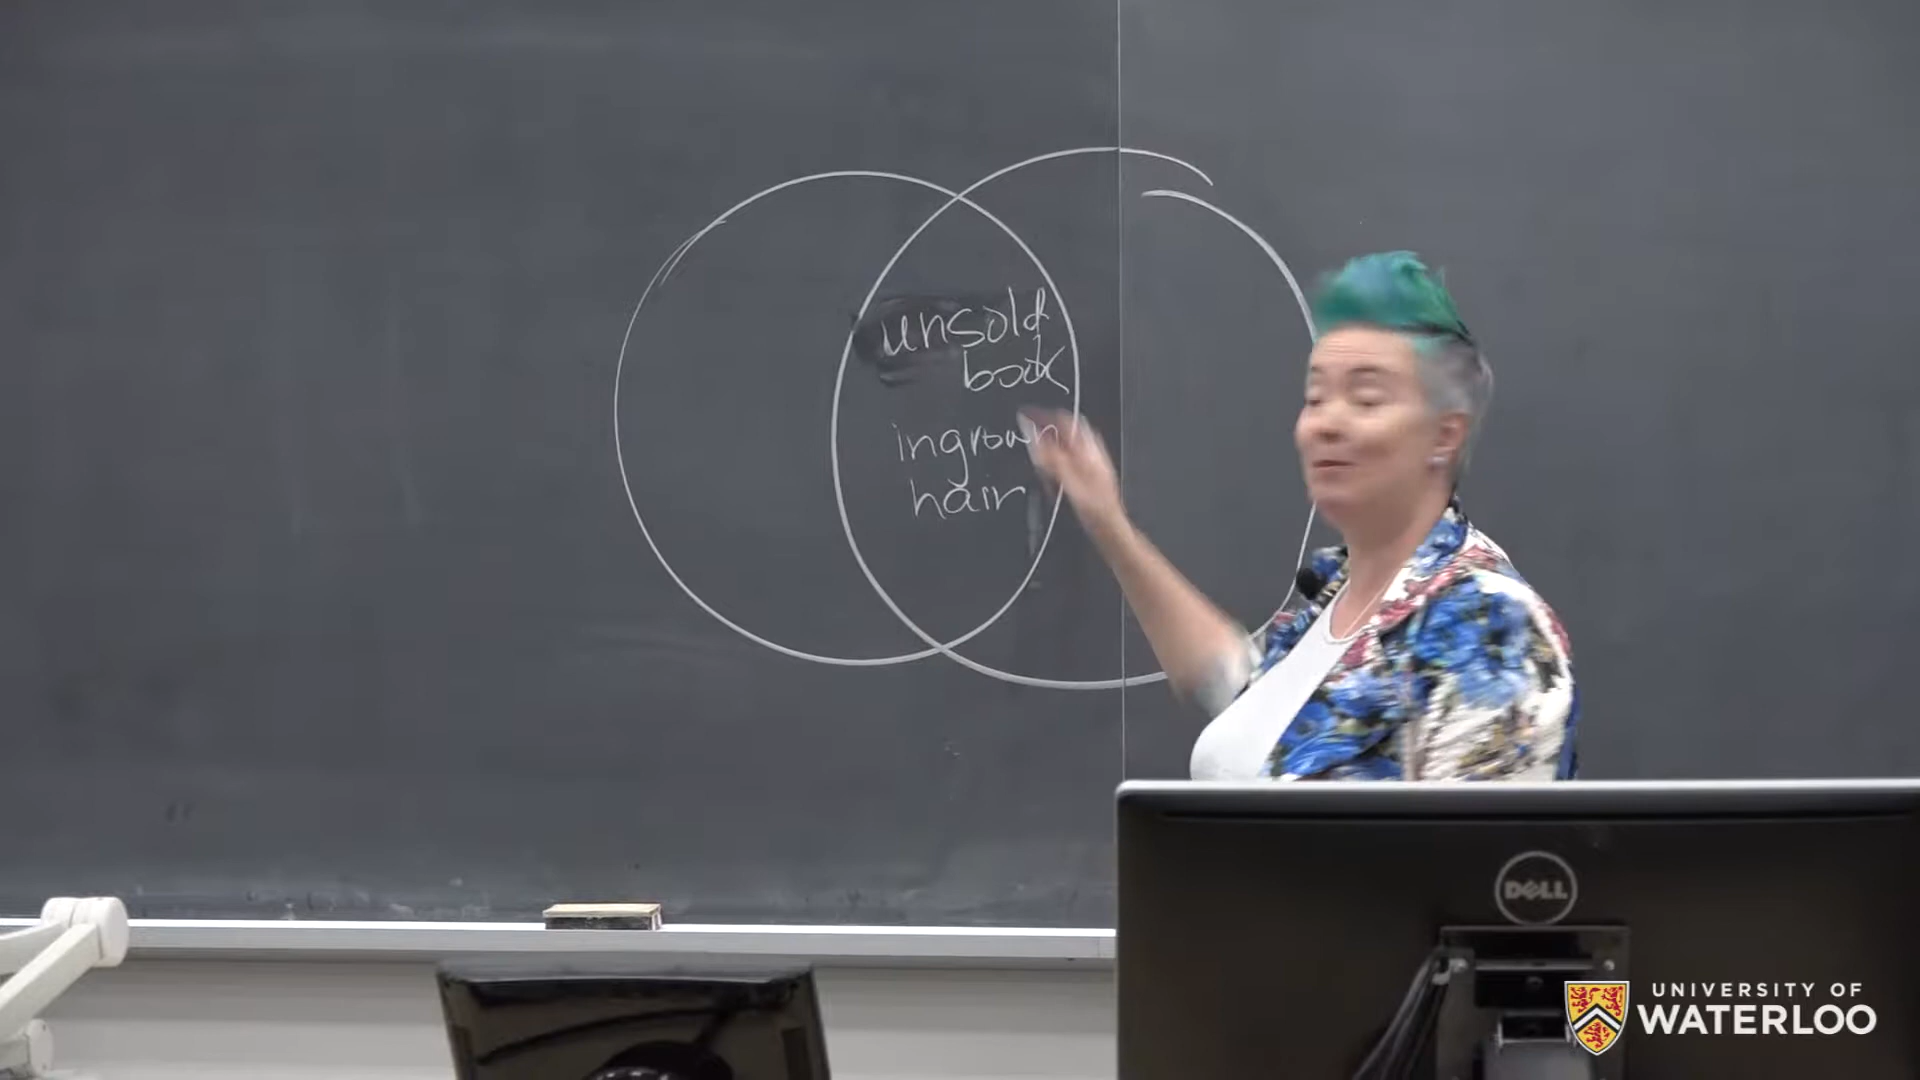 unsold
book
ingrown
hair
DELL
UNIVERSITY OF
WATERLOO